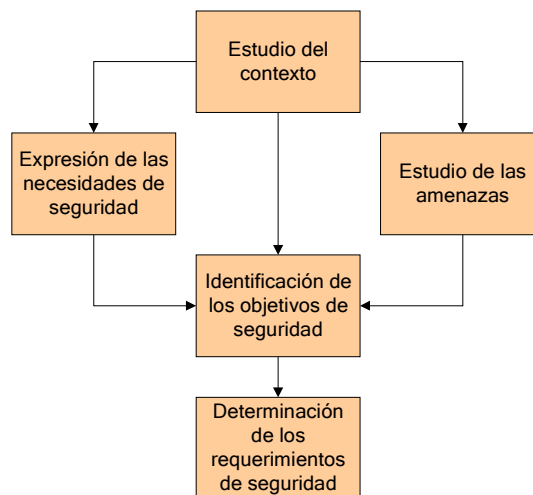 Estudio del
contexto
Expresión de las
necesidades de
seguridad
Estudio de las
amenazas
Identificación de
los objetivos de
seguridad
Determinación
de los
requerimientos
de seguridad